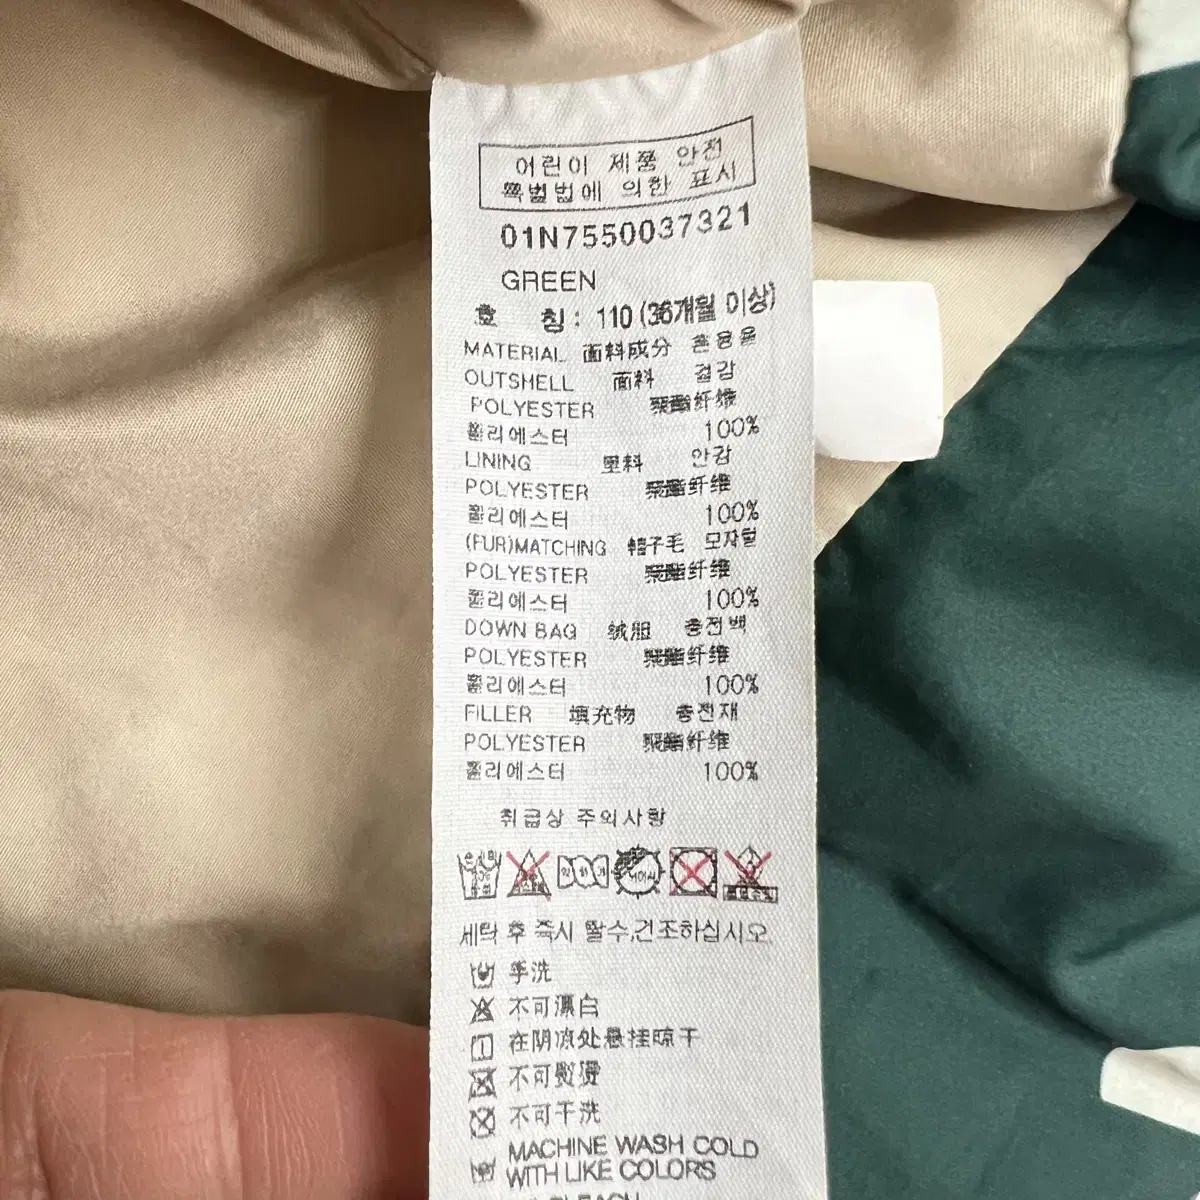 어린이 제품 안전
특별법에 의한 표시
01N7550037321
GREEN
호 칭 : 110 (36개월 이상)
MATERIAL 面料成分 혼용율
OUTSHELL 面料 겉감
POLYESTER 聚酯纤维
폴리에스터 100%
LINING 里料 안감
POLYESTER 聚酯纤维
폴리에스터 100%
(FUR)MATCHING 帽子毛 모자털
POLYESTER 聚酯纤维
폴리에스터 100%
DOWN BAG 绒胆 충전백
POLYESTER 聚酯纤维
폴리에스터 100%
FILLER 填充物 충전재
POLYESTER 聚酯纤维
폴리에스터 100%
취급상 주의사항
약하게
세탁 후 즉시 탈수,건조하십시오.
手洗
不可漂白
在阴凉处悬挂晾干
不可熨烫
不可干洗
MACHINE WASH COLD
WITH LIKE COLORS